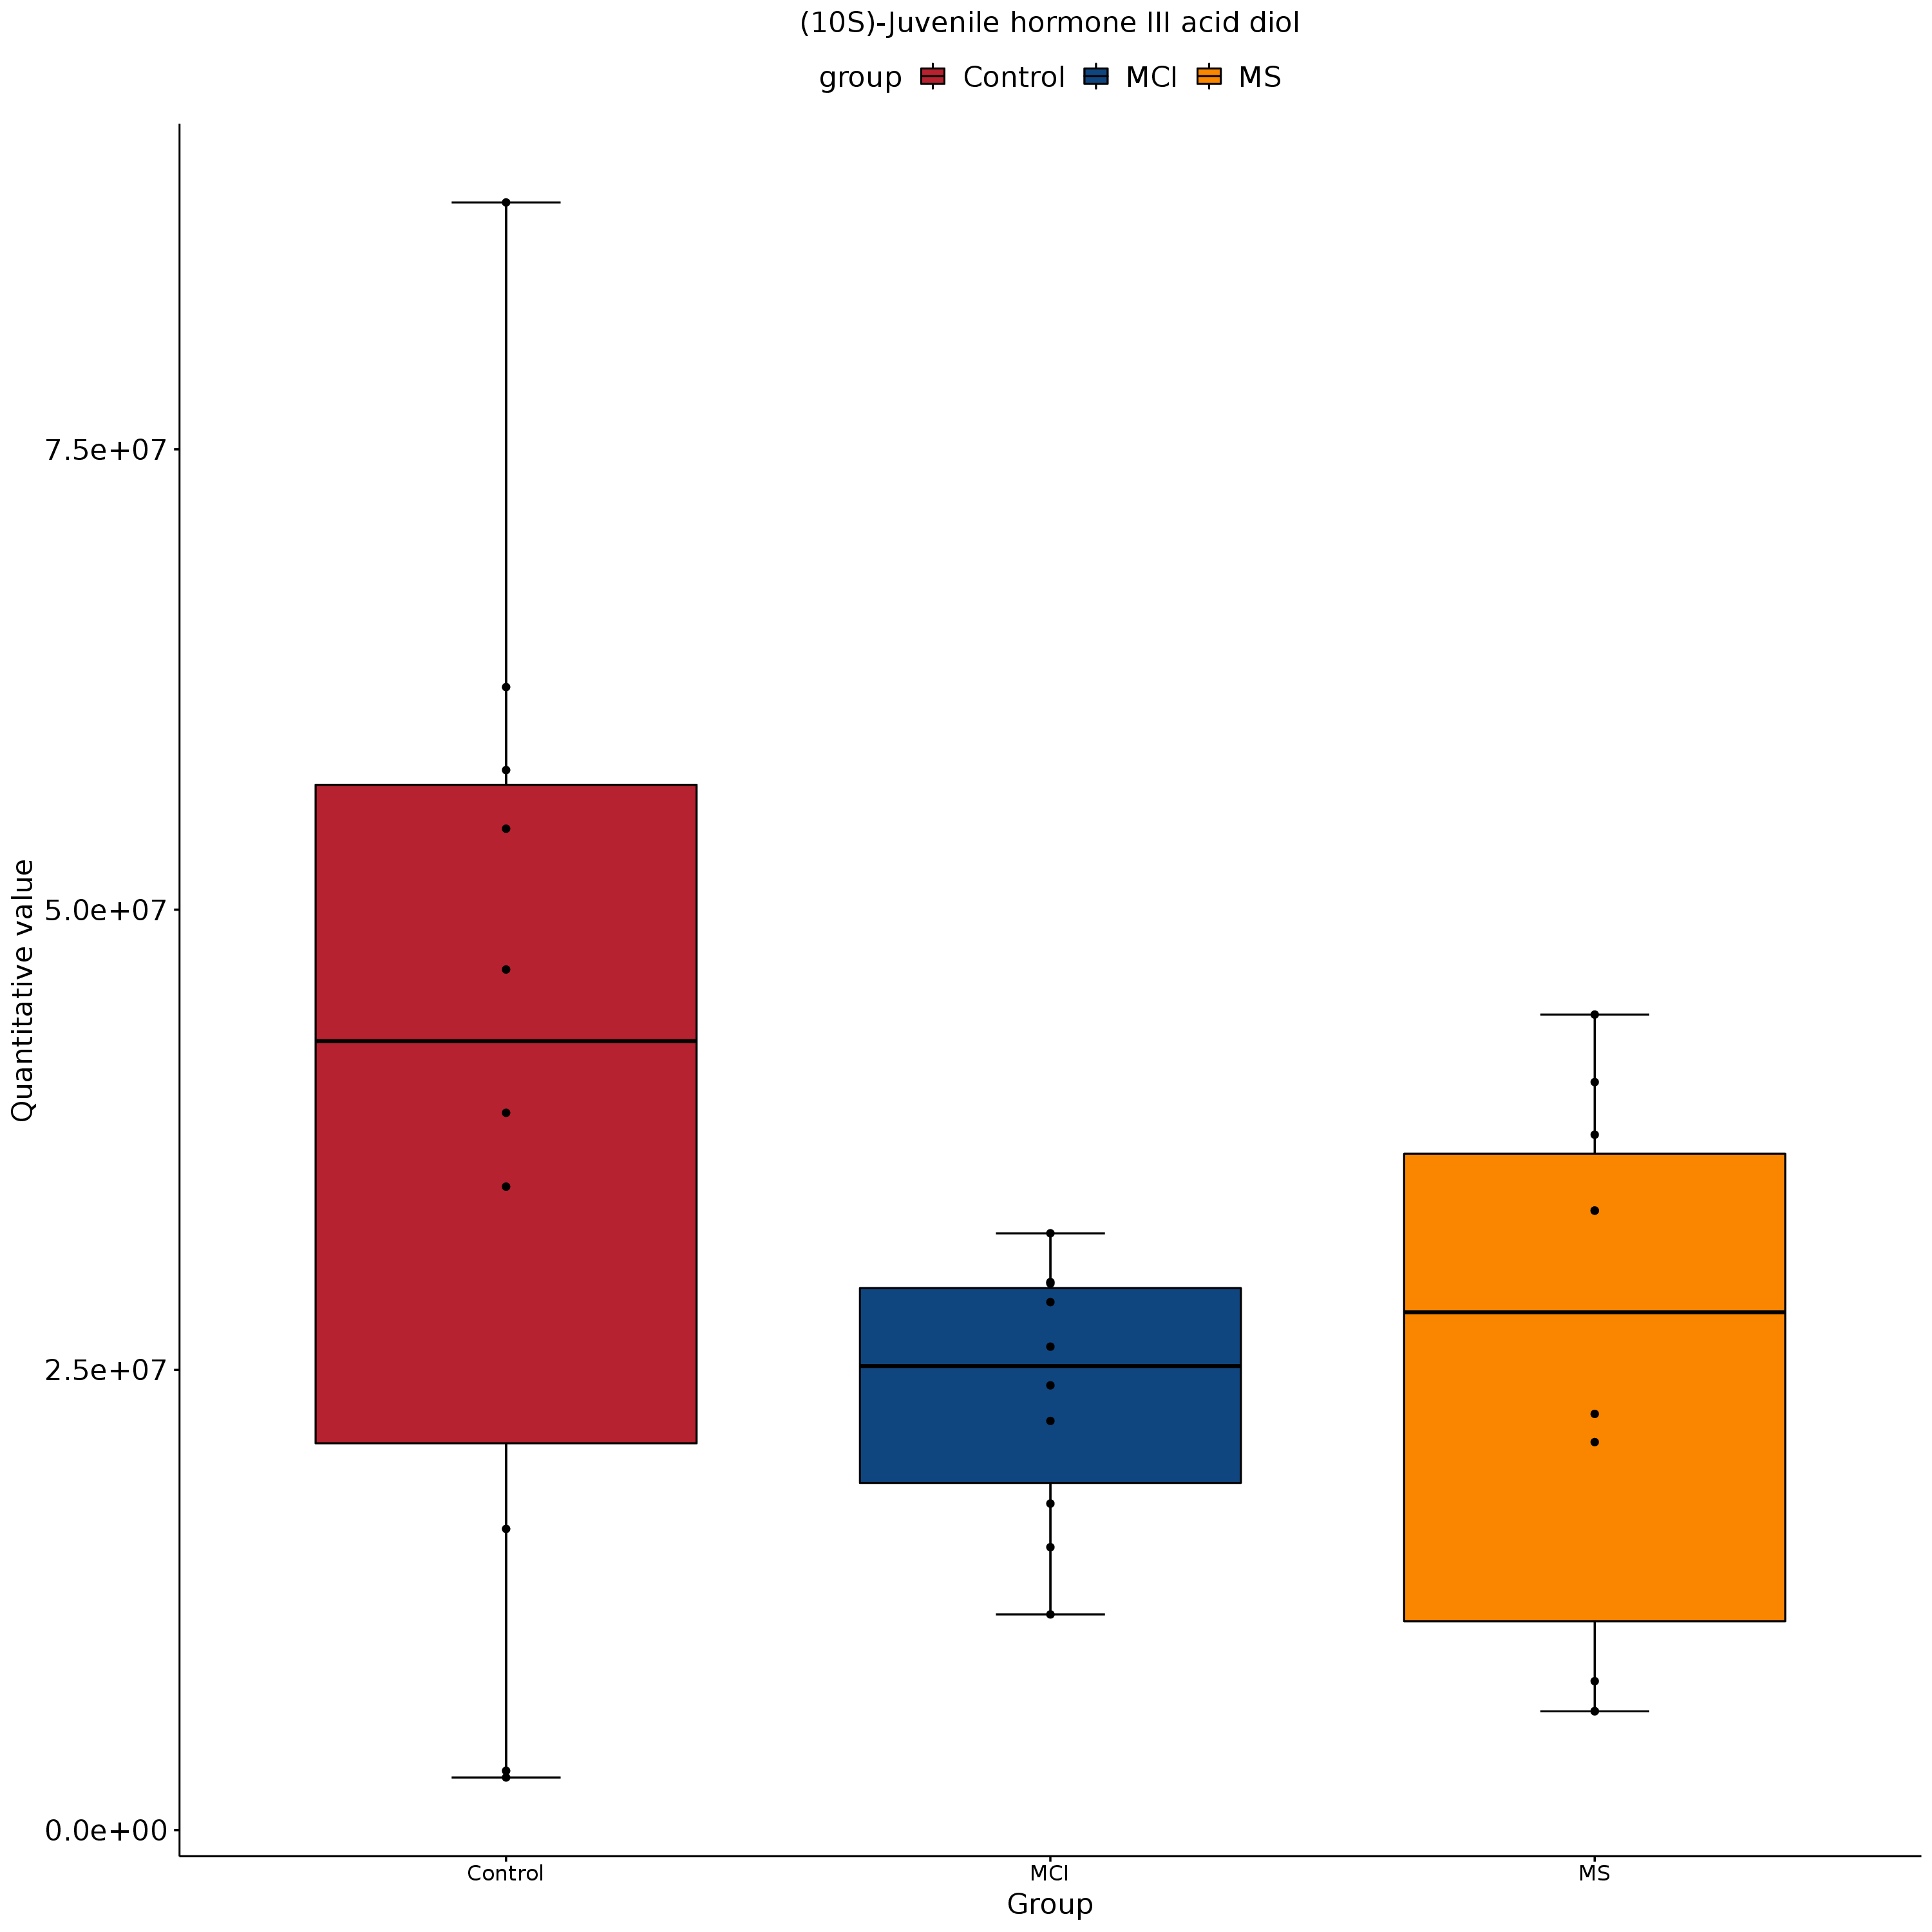 (10S)-Juvenile hormone III acid diol
group Control MCI MS
Quantitative value
7.5e+07
5.0e+07
2.5e+07
0.0e+00
Control MCI MS
Group